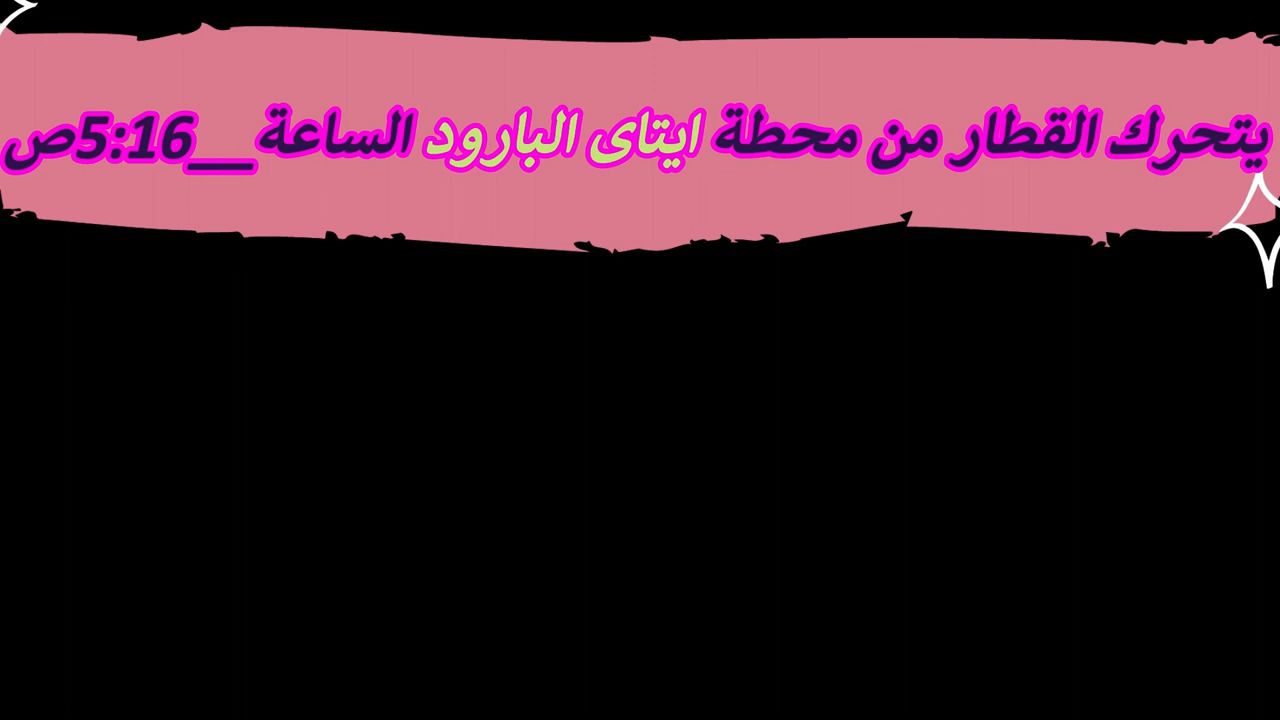 يتحرك القطار من محطة ايتاى البارود الساعة __5:16ص